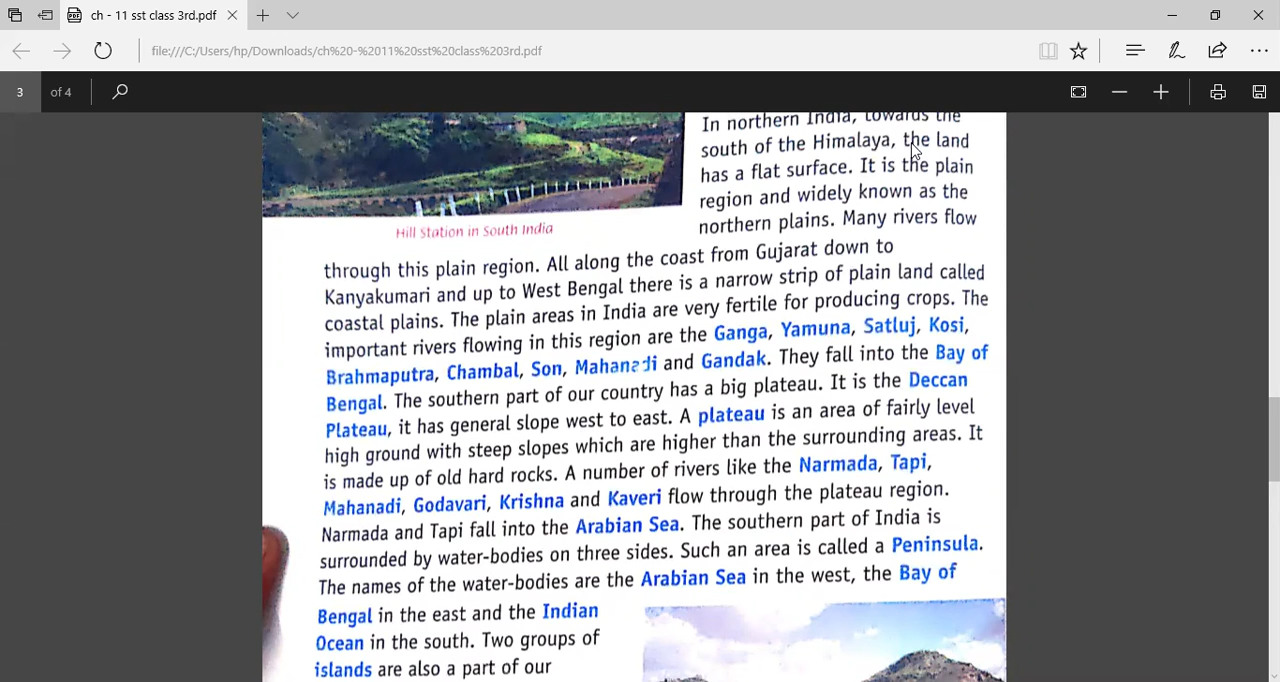 ch - 11 sst class 3rd.pdf
file:///C:/Users/hp/Downloads/ch%20-%2011%20sst%20class%203rd.pdf
3 of 4
In northern India, towards the
south of the Himalaya, the land
has a flat surface. It is the plain
region and widely known as the
northern plains. Many rivers flow
Hill Station in South India
through this plain region. All along the coast from Gujarat down to
Kanyakumari and up to West Bengal there is a narrow strip of plain land called
coastal plains. The plain areas in India are very fertile for producing crops. The
important rivers flowing in this region are the Ganga, Yamuna, Satluj, Kosi,
Brahmaputra, Chambal, Son, Mahanadi and Gandak. They fall into the Bay of
Bengal. The southern part of our country has a big plateau. It is the Deccan
Plateau, it has general slope west to east. A plateau is an area of fairly level
high ground with steep slopes which are higher than the surrounding areas. It
is made up of old hard rocks. A number of rivers like the Narmada, Tapi,
Mahanadi, Godavari, Krishna and Kaveri flow through the plateau region.
Narmada and Tapi fall into the Arabian Sea. The southern part of India is
surrounded by water-bodies on three sides. Such an area is called a Peninsula.
The names of the water-bodies are the Arabian Sea in the west, the Bay of
Bengal in the east and the Indian
Ocean in the south. Two groups of
islands are also a part of our